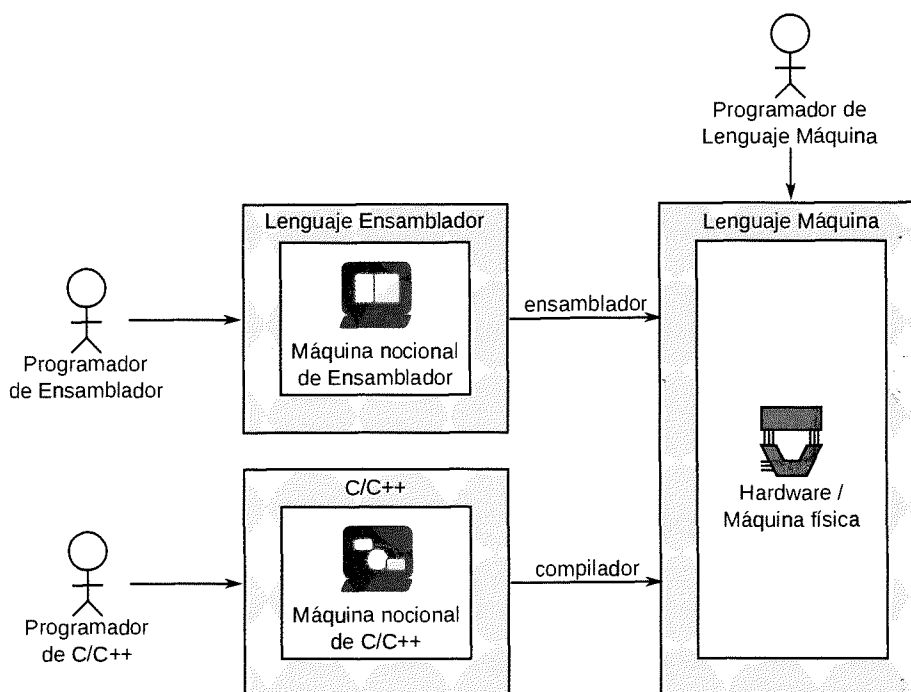 Programador de
Lenguaje Máquina
Lenguaje Ensamblador
Lenguaje Máquina
ensamblador
Máquina nocional
de Ensamblador
Programador
de Ensamblador
C/C++
Hardware /
Máquina física
compilador
Máquina nocional
de C/C++
Programador
de C/C++